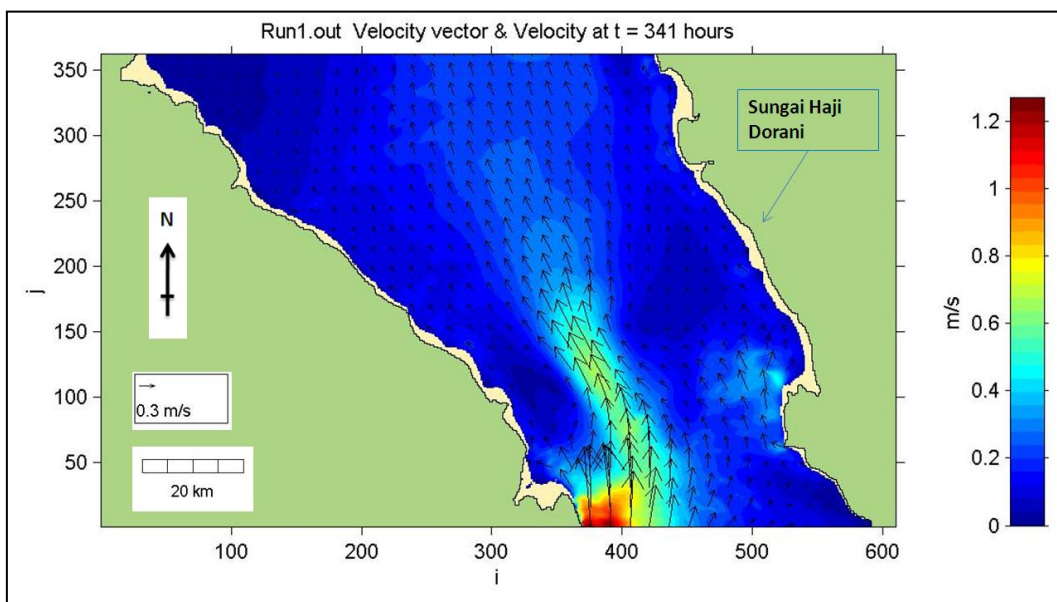 Run1.out Velocity vector & Velocity at t = 341 hours
350
300
250
200
150
100
50
j
100
200
300
400
500
600
i
N
0.3 m/s
20 km
Sungai Haji
Dorani
1.2
1
0.8
0.6
0.4
0.2
0
m/s